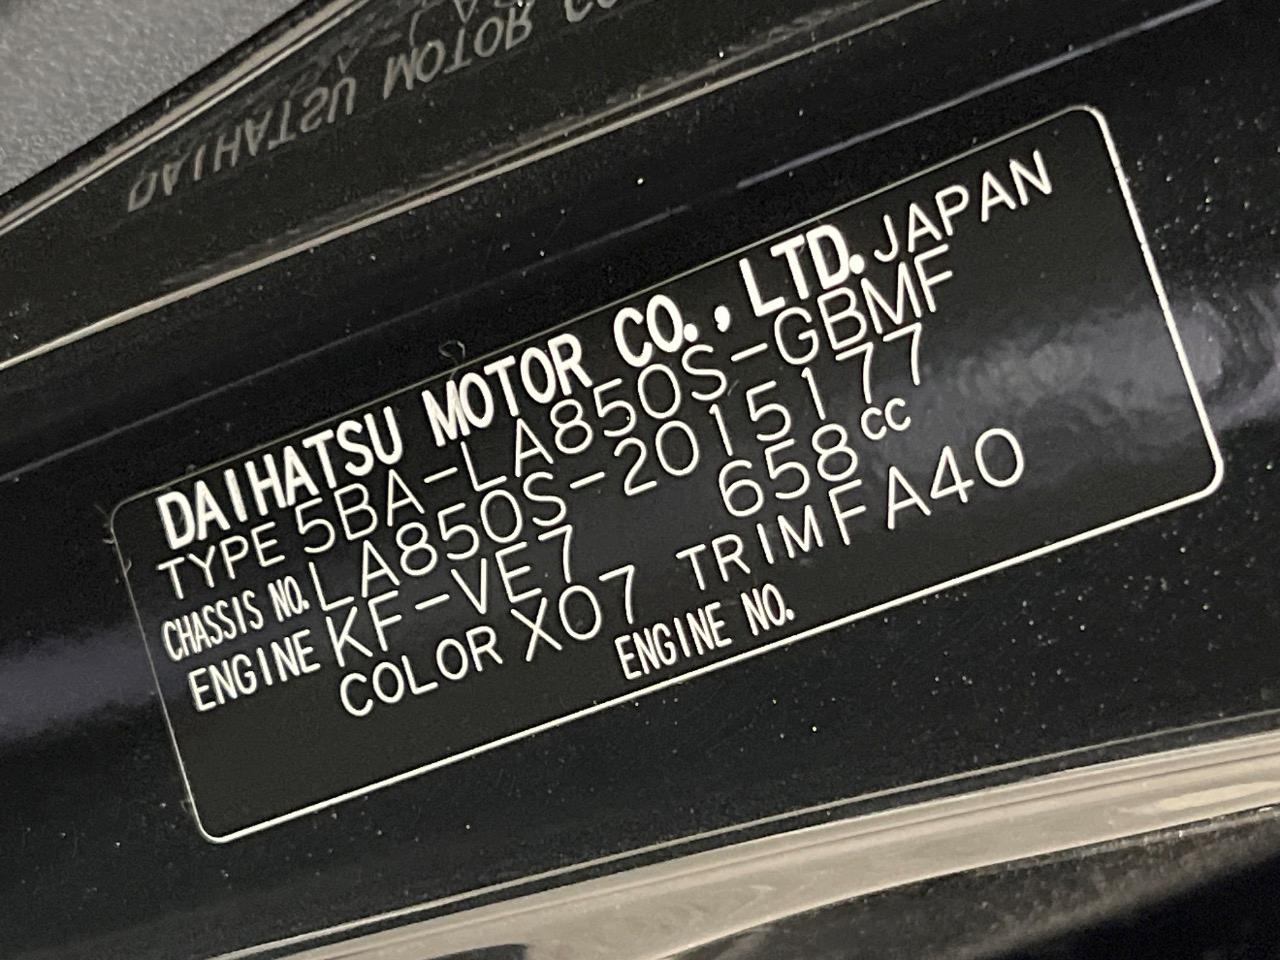 DAIHATSU MOTOR CO
DAIHATSU MOTOR CO., LTD. JAPAN
TYPE 5BA-LA850S-GBMF
CHASSIS NO. LA850S-2015177
ENGINE KF-VE7 658cc
COLOR X07 TRIM FA40
ENGINE NO.